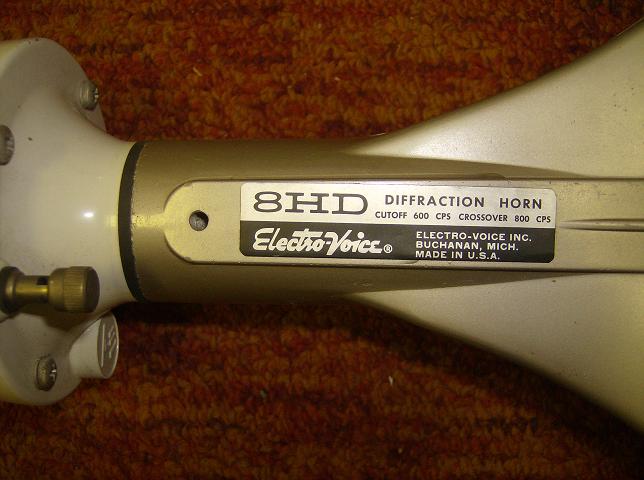 8HD DIFFRACTION HORN
CUTOFF 600 CPS CROSSOVER 800 CPS
Electro-Voice®
ELECTRO-VOICE INC.
BUCHANAN, MICH.
MADE IN U.S.A.